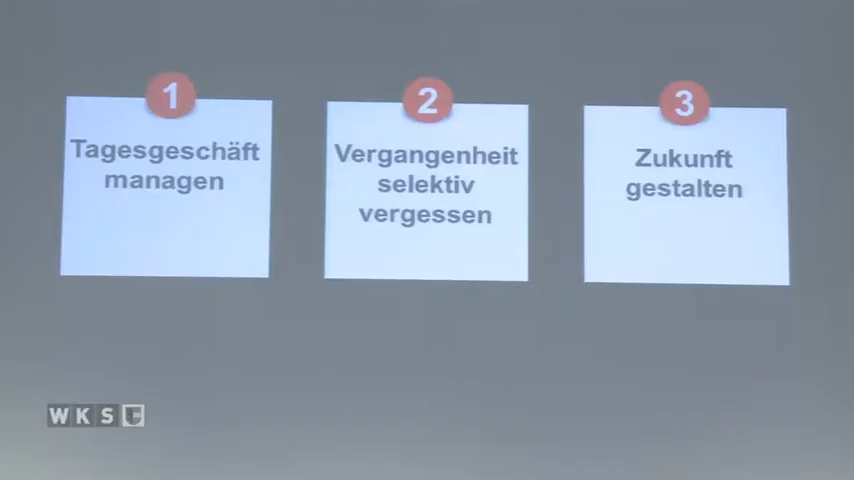 1
Tagesgeschäft
managen
2
Vergangenheit
selektiv
vergessen
3
Zukunft
gestalten
WKS